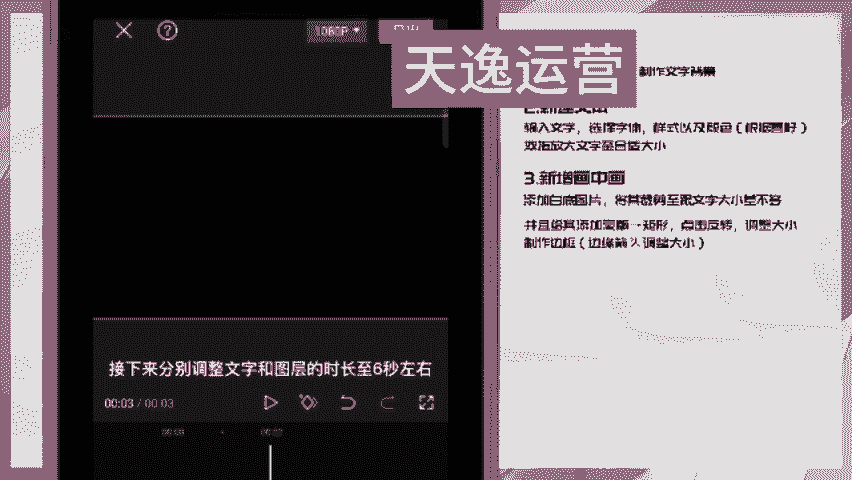 1080P
天逸运营
制作文字背景
2.新建文本
输入文字，选择字体，样式以及颜色（根据喜好）
双指放大文字至合适大小
3.新增画中画
添加白底图片，将其裁剪至跟文字大小差不多
并且给其添加蒙版→矩形，点击反转，调整大小
制作边框（边缘箭头调整大小）
接下来分别调整文字和图层的时长至6秒左右
00:03 / 00:03